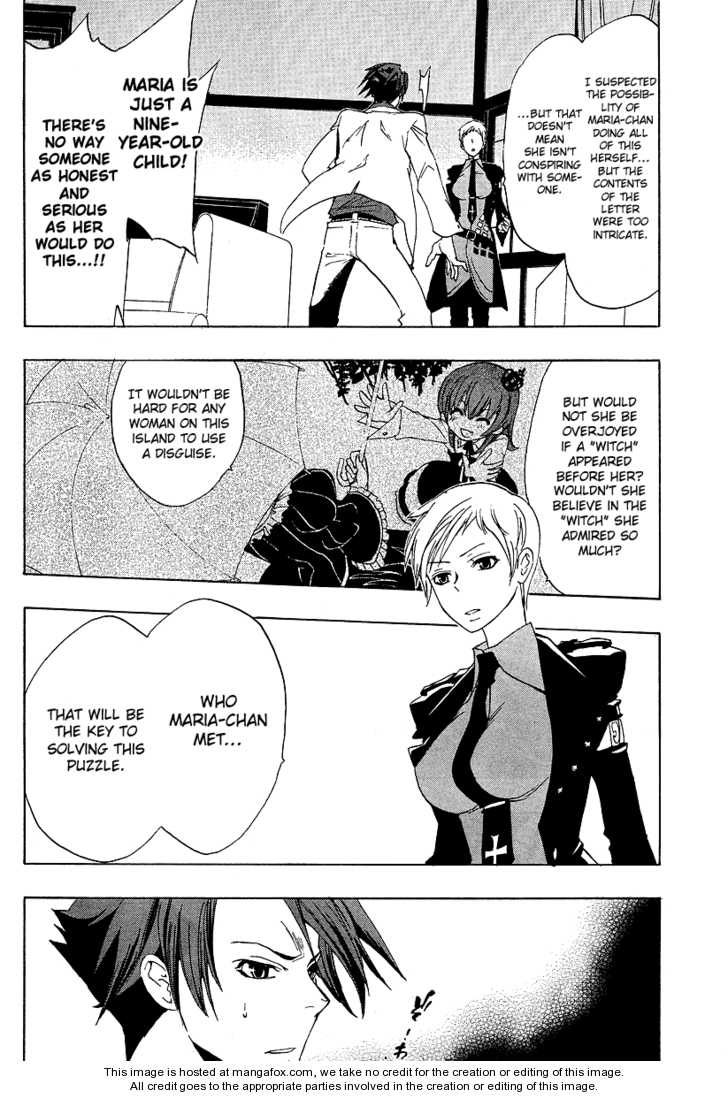 I SUSPECTED
THE POSSIB-
LITY OF
MARIA-CHAN
DOING ALL
OF THIS
HERSELF...
BUT THE
CONTENTS
OF THE
LETTER
WERE TOO
INTRICATE.
...BUT THAT
DOESN'T
MEAN
SHE ISN'T
CONSPIRING
WITH SOME-
ONE.
MARIA IS
JUST A
NINE-
YEAR-OLD
CHILD!
THERE'S
NO WAY
SOMEONE
AS HONEST
AND
SERIOUS
AS HER
WOULD DO
THIS...!!
BUT WOULD
NOT SHE BE
OVERJOYED
IF A "WITCH"
APPEARED
BEFORE HER?
WOULDN'T SHE
BELIEVE IN THE
"WITCH" SHE
ADMIRED SO
MUCH?
IT WOULDN'T BE
HARD FOR ANY
WOMAN ON THIS
ISLAND TO USE
A DISGUISE.
WHO
MARIA-CHAN
MET...
THAT WILL BE
THE KEY TO
SOLVING THIS
PUZZLE.
This image is hosted at mangafox.com, we take no credit for the creation or editing of this image.
All credit goes to the appropriate parties involved in the creation or editing of this image.